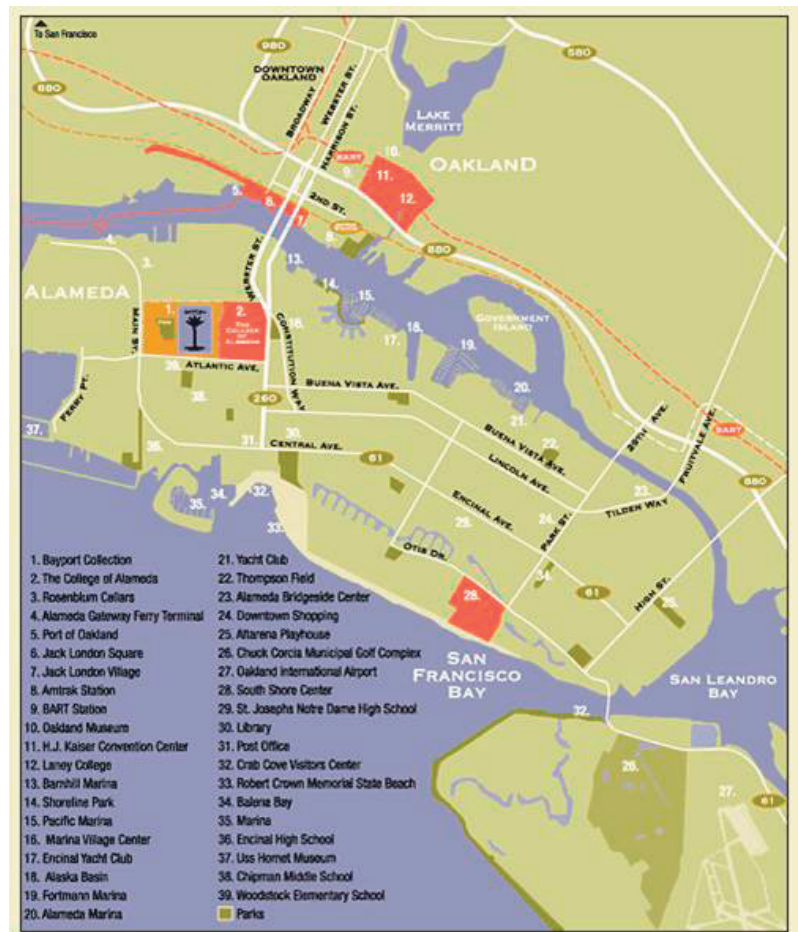 To San Francisco
980
580
DOWNTOWN
OAKLAND
BROADWAY
WEBSTER ST.
HARRISON ST.
880
LAKE
MERRITT
BART
10.
9.
11.
OAKLAND
12.
5.
6.
7.
2ND ST.
8.
880
4.
3.
WEBSTER ST.
13.
14.
15.
ALAMEDA
1.
2.
THE
COLLEGE
OF
ALAMEDA
MAIN ST.
16.
CONSTITUTION WAY
17.
18.
GOVERNMENT
ISLAND
19.
39.
ATLANTIC AVE.
38.
BUENA VISTA AVE.
20.
21.
FERRY PT.
260
29TH AVE.
FRUITVALE AVE.
BART
37.
36.
31.
30.
CENTRAL AVE.
61
BUENA VISTA AVE.
22.
LINCOLN AVE.
880
35.
34.
32.
33.
ENCINAL AVE.
29.
24.
23.
TILDEN WAY
PARK ST.
OTIS DR.
34.
61
HIGH ST.
25.
28.
SAN
FRANCISCO
BAY
SAN LEANDRO
BAY
32.
26.
27.
61
1. Bayport Collection
2. The College of Alameda
3. Rosenblum Cellars
4. Alameda Gateway Ferry Terminal
5. Port of Oakland
6. Jack London Square
7. Jack London Village
8. Amtrak Station
9. BART Station
10. Oakland Museum
11. H.J. Kaiser Convention Center
12. Laney College
13. Barnhill Marina
14. Shoreline Park
15. Pacific Marina
16. Marina Village Center
17. Encinal Yacht Club
18. Alaska Basin
19. Fortmann Marina
20. Alameda Marina
21. Yacht Club
22. Thompson Field
23. Alameda Bridgeside Center
24. Downtown Shopping
25. Altarena Playhouse
26. Chuck Corcia Municipal Golf Complex
27. Oakland International Airport
28. South Shore Center
29. St. Josephs Notre Dame High School
30. Library
31. Post Office
32. Crab Cove Visitors Center
33. Robert Crown Memorial State Beach
34. Balena Bay
35. Marina
36. Encinal High School
37. Uss Hornet Museum
38. Chipman Middle School
39. Woodstock Elementary School
Parks